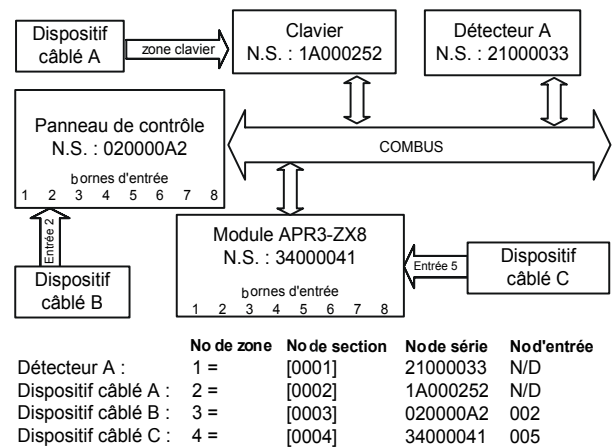 Dispositif
câblé A
zone clavier
Clavier
N.S. : 1A000252
Détecteur A
N.S. : 21000033
Panneau de contrôle
N.S. : 020000A2
bornes d'entrée
1 2 3 4 5 6 7 8
COMBUS
Entrée 2
Dispositif
câblé B
Module APR3-ZX8
N.S. : 34000041
bornes d'entrée
1 2 3 4 5 6 7 8
Entrée 5
Dispositif
câblé C
No de zone No de section No de série No d'entrée
Détecteur A : 1 = [0001] 21000033 N/D
Dispositif câblé A : 2 = [0002] 1A000252 N/D
Dispositif câblé B : 3 = [0003] 020000A2 002
Dispositif câblé C : 4 = [0004] 34000041 005